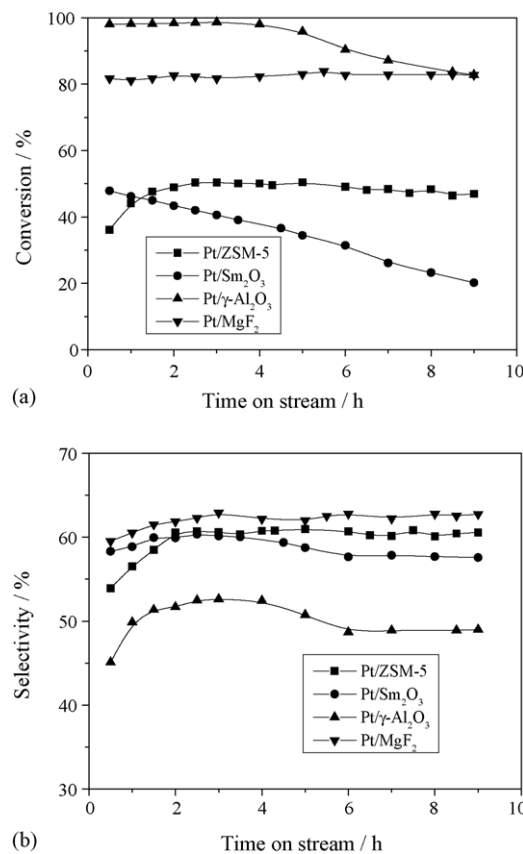 100
80
60
40
20
0
Conversion / %
Pt/ZSM-5
Pt/Sm₂O₃
Pt/γ-Al₂O₃
Pt/MgF₂
0 2 4 6 8 10
(a)
Time on stream / h
70
60
50
40
30
Selectivity / %
Pt/ZSM-5
Pt/Sm₂O₃
Pt/γ-Al₂O₃
Pt/MgF₂
0 2 4 6 8 10
(b)
Time on stream / h